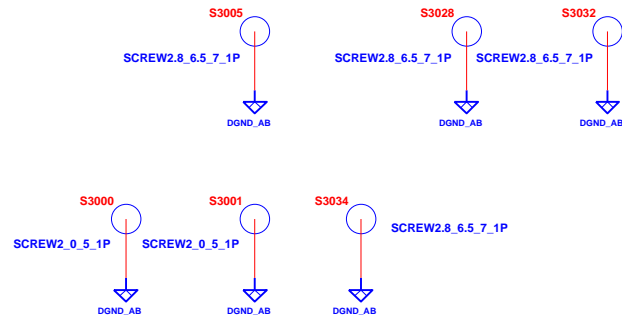 S3005 S3028 S3032
SCREW2.8_6.5_7_1P SCREW2.8_6.5_7_1P SCREW2.8_6.5_7_1P
DGND_AB DGND_AB DGND_AB
S3000 S3001 S3034
SCREW2_0_5_1P SCREW2_0_5_1P SCREW2.8_6.5_7_1P
DGND_AB DGND_AB DGND_AB